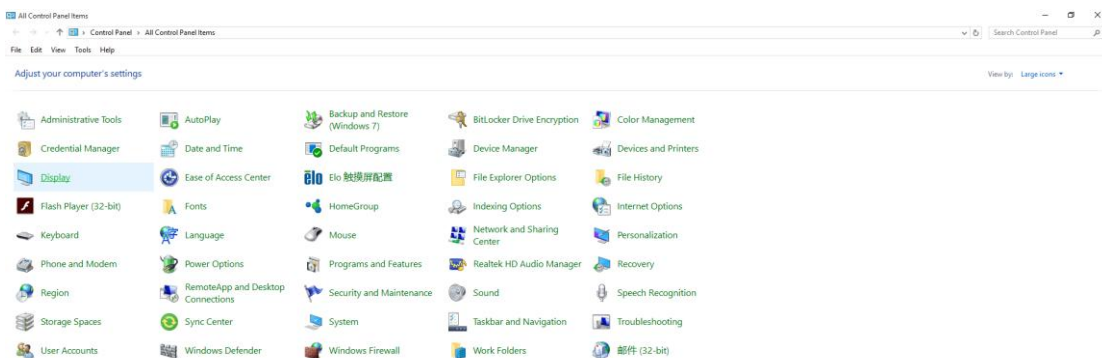 All Control Panel Items
Control Panel › All Control Panel Items
Search Control Panel
File Edit View Tools Help
Adjust your computer's settings
View by: Large icons
Administrative Tools
AutoPlay
Backup and Restore
(Windows 7)
BitLocker Drive Encryption
Color Management
Credential Manager
Date and Time
Default Programs
Device Manager
Devices and Printers
Display
Ease of Access Center
elo
Elo 触摸屏配置
File Explorer Options
File History
Flash Player (32-bit)
Fonts
HomeGroup
Indexing Options
Internet Options
Keyboard
Language
Mouse
Network and Sharing
Center
Personalization
Phone and Modem
Power Options
Programs and Features
Realtek HD Audio Manager
Recovery
Region
RemoteApp and Desktop
Connections
Security and Maintenance
Sound
Speech Recognition
Storage Spaces
Sync Center
System
Taskbar and Navigation
Troubleshooting
User Accounts
Windows Defender
Windows Firewall
Work Folders
邮件 (32-bit)